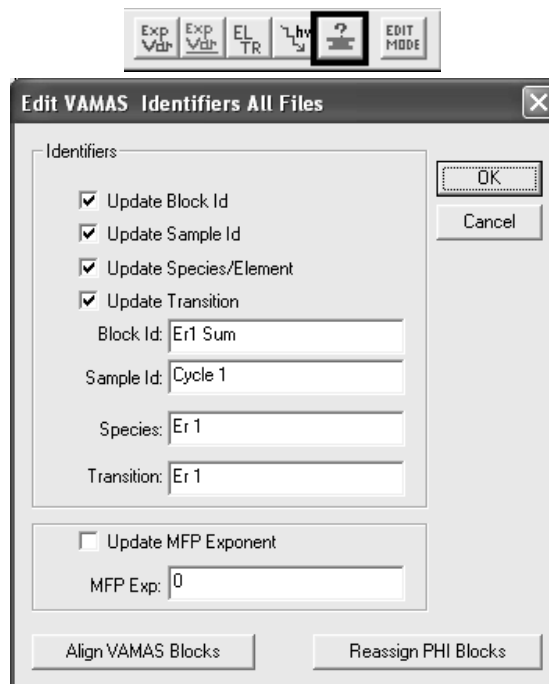 Exp Var Exp Var EL TR hv ? EDIT MODE
Edit VAMAS Identifiers All Files
Identifiers
OK
Update Block Id
Cancel
Update Sample Id
Update Species/Element
Update Transition
Block Id: Er1 Sum
Sample Id: Cycle 1
Species: Er 1
Transition: Er 1
Update MFP Exponent
MFP Exp: 0
Align VAMAS Blocks Reassign PHI Blocks